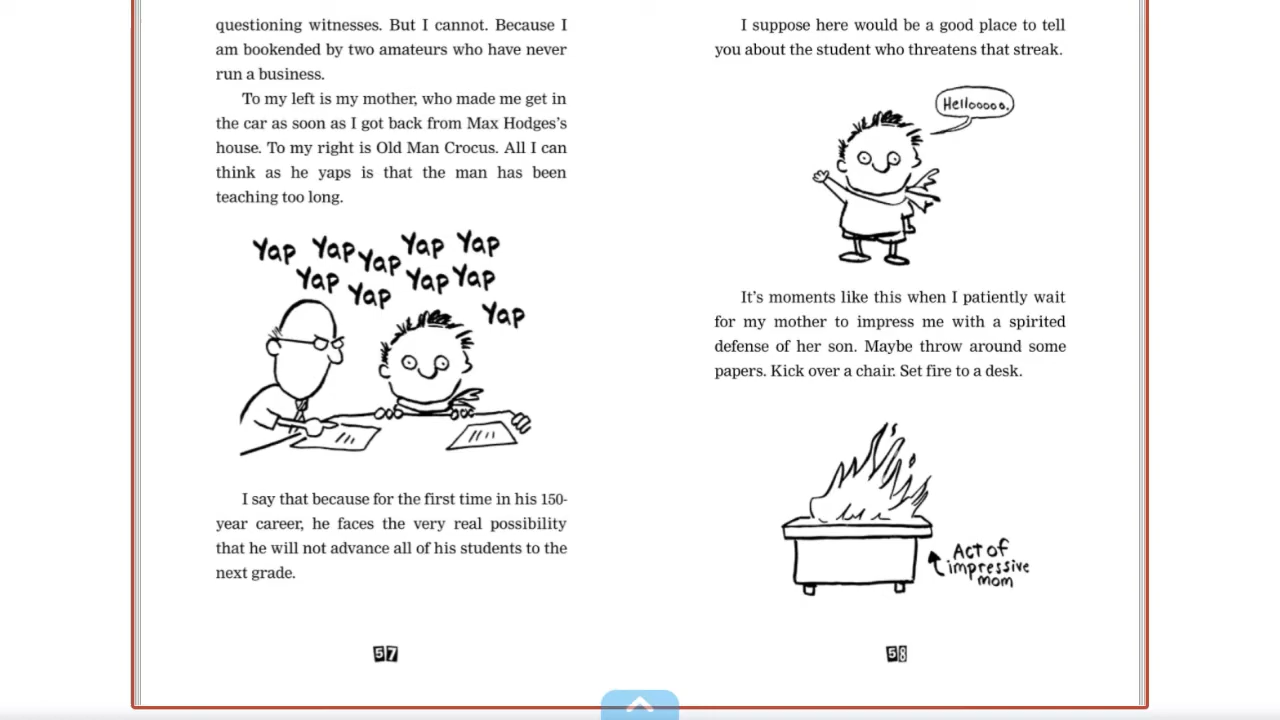 questioning witnesses. But I cannot. Because I
am bookended by two amateurs who have never
run a business.
To my left is my mother, who made me get in
the car as soon as I got back from Max Hodges’s
house. To my right is Old Man Crocus. All I can
think as he yaps is that the man has been
teaching too long.
Yap Yap Yap Yap Yap
Yap Yap Yap Yap
Yap
I say that because for the first time in his 150-
year career, he faces the very real possibility
that he will not advance all of his students to the
next grade.
57
I suppose here would be a good place to tell
you about the student who threatens that streak.
Hellooooo.
It’s moments like this when I patiently wait
for my mother to impress me with a spirited
defense of her son. Maybe throw around some
papers. Kick over a chair. Set fire to a desk.
Act of
impressive
mom
58